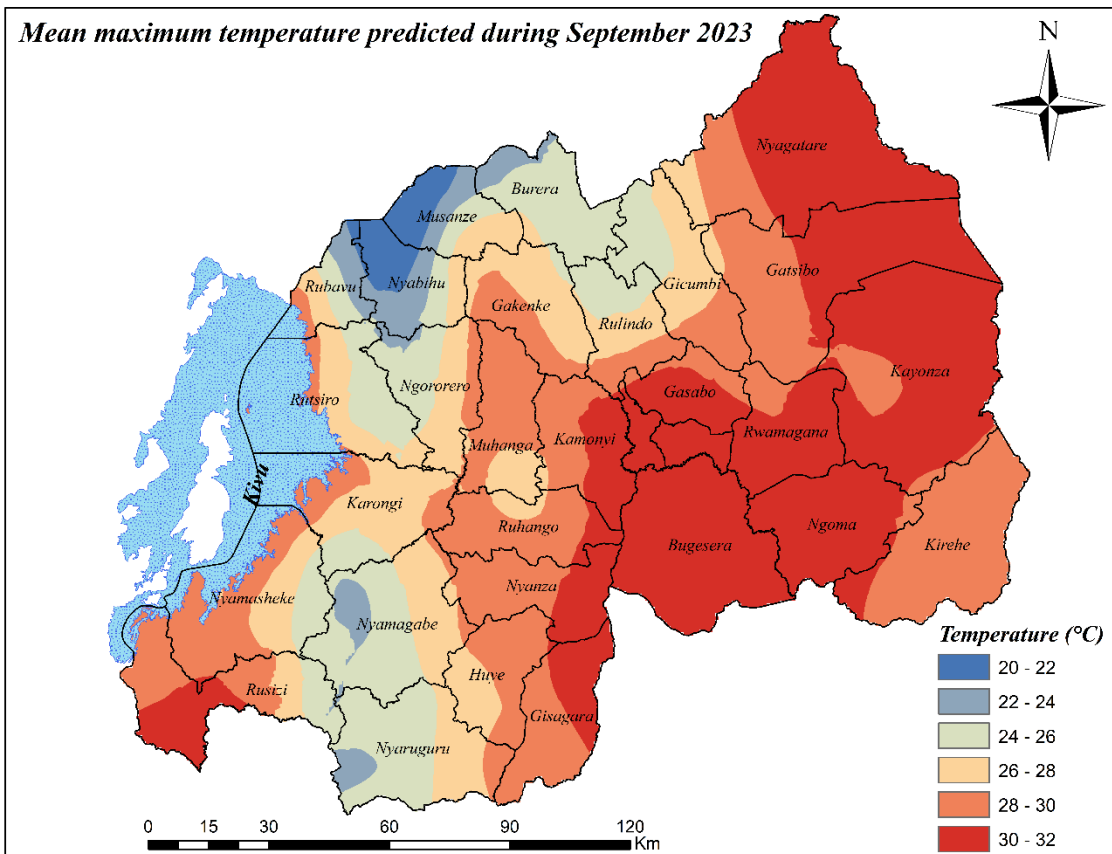 Mean maximum temperature predicted during September 2023
N
Nyagatare
Burera
Musanze
Gatsibo
Ruhavu
Nyabihu
Gicumbi
Gakenke
Rulindo
Ngororero
Gasabo
Kayonza
Rutsiro
Muhanga
Kamonyi
Rwamagana
Kivu
Karongi
Ruhango
Bugesera
Ngoma
Kirehe
Nyamasheke
Nyanza
Nyamagabe
Rusizi
Huye
Gisagara
Nyaruguru
Temperature (°C)
20 - 22
22 - 24
24 - 26
26 - 28
28 - 30
30 - 32
0 15 30 60 90 120
Km